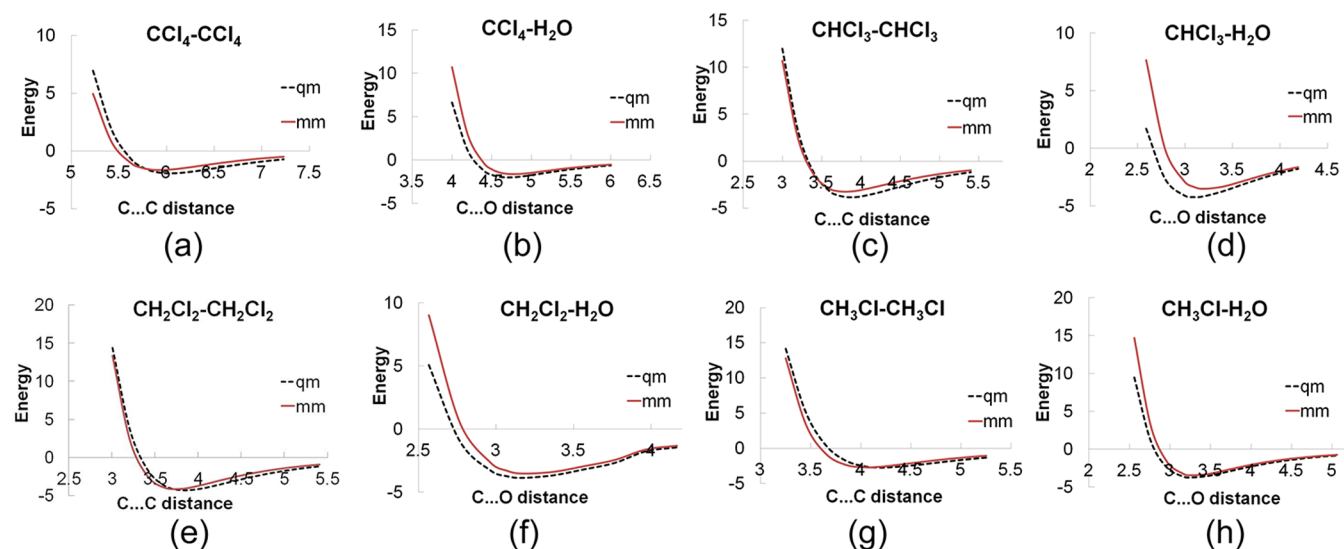 CCl₄-CCl₄
10
5
0
-5
5 5.5 6 6.5 7 7.5
Energy
qm
mm
C...C distance
(a)
CCl₄-H₂O
15
10
5
0
-5
3.5 4 4.5 5 5.5 6 6.5
Energy
qm
mm
C...O distance
(b)
CHCl₃-CHCl₃
15
10
5
0
-5
2.5 3 3.5 4 4.5 5 5.5
Energy
qm
mm
C...C distance
(c)
CHCl₃-H₂O
10
5
0
-5
2 2.5 3 3.5 4 4.5
Energy
qm
mm
C...O distance
(d)
CH₂Cl₂-CH₂Cl₂
20
15
10
5
0
-5
2.5 3 3.5 4 4.5 5 5.5
Energy
qm
mm
C...C distance
(e)
CH₂Cl₂-H₂O
10
5
0
-5
2.5 3 3.5 4
Energy
qm
mm
C...O distance
(f)
CH₃Cl-CH₃Cl
20
15
10
5
0
-5
3 3.5 4 4.5 5 5.5
Energy
qm
mm
C...C distance
(g)
CH₃Cl-H₂O
20
15
10
5
0
-5
2 2.5 3 3.5 4 4.5 5
Energy
qm
mm
C...O distance
(h)